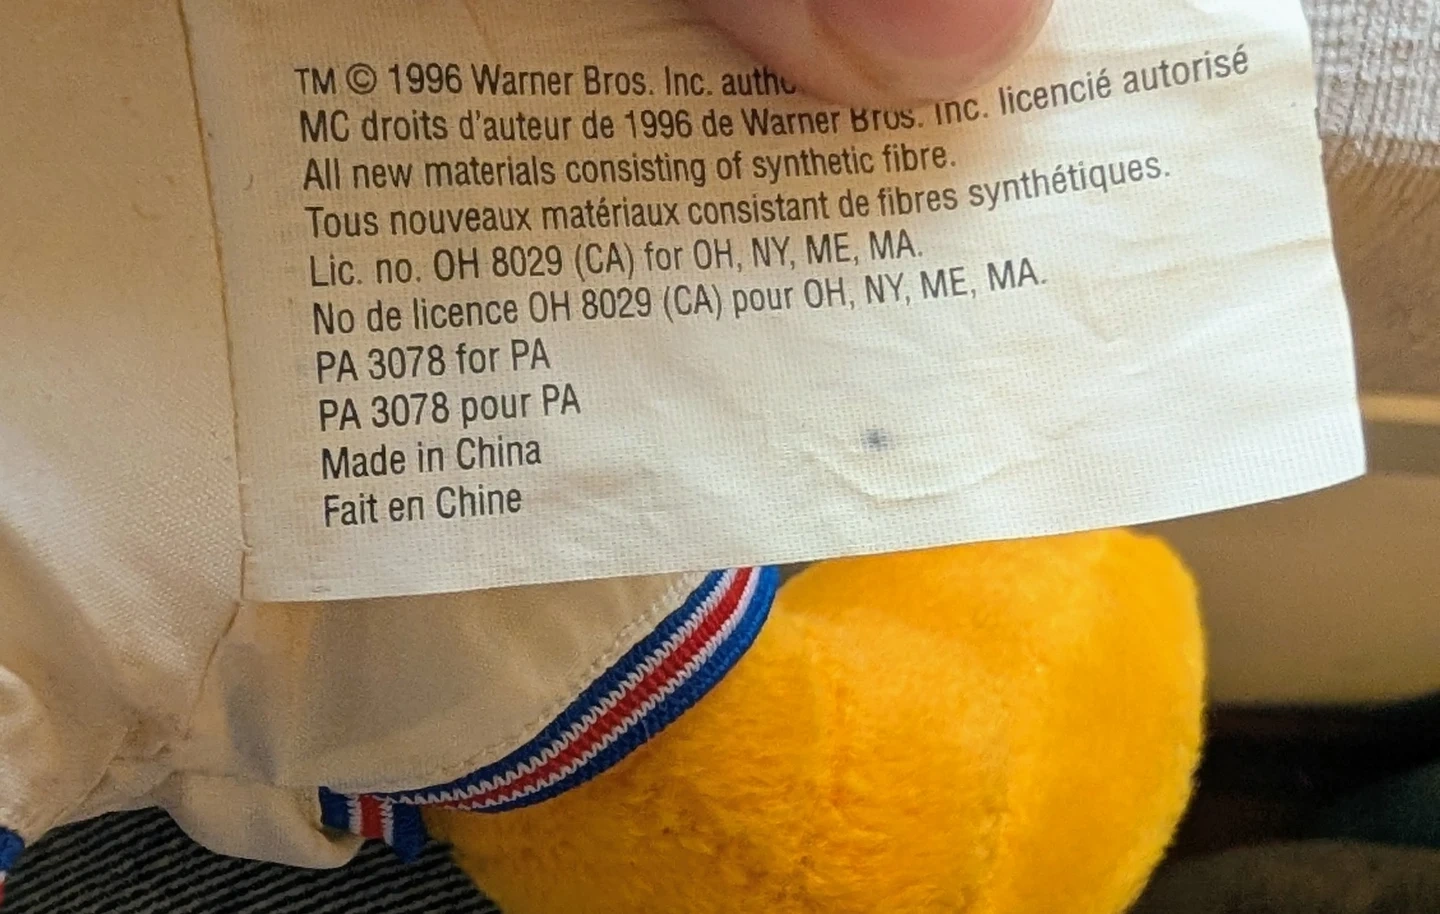 TM © 1996 Warner Bros. Inc.
MC droits d'auteur de 1996 de Warner Bros. Inc. licencié autorisé
All new materials consisting of synthetic fibre.
Tous nouveaux matériaux consistant de fibres synthétiques.
Lic. no. OH 8029 (CA) for OH, NY, ME, MA.
No de licence OH 8029 (CA) pour OH, NY, ME, MA.
PA 3078 for PA
PA 3078 pour PA
Made in China
Fait en Chine